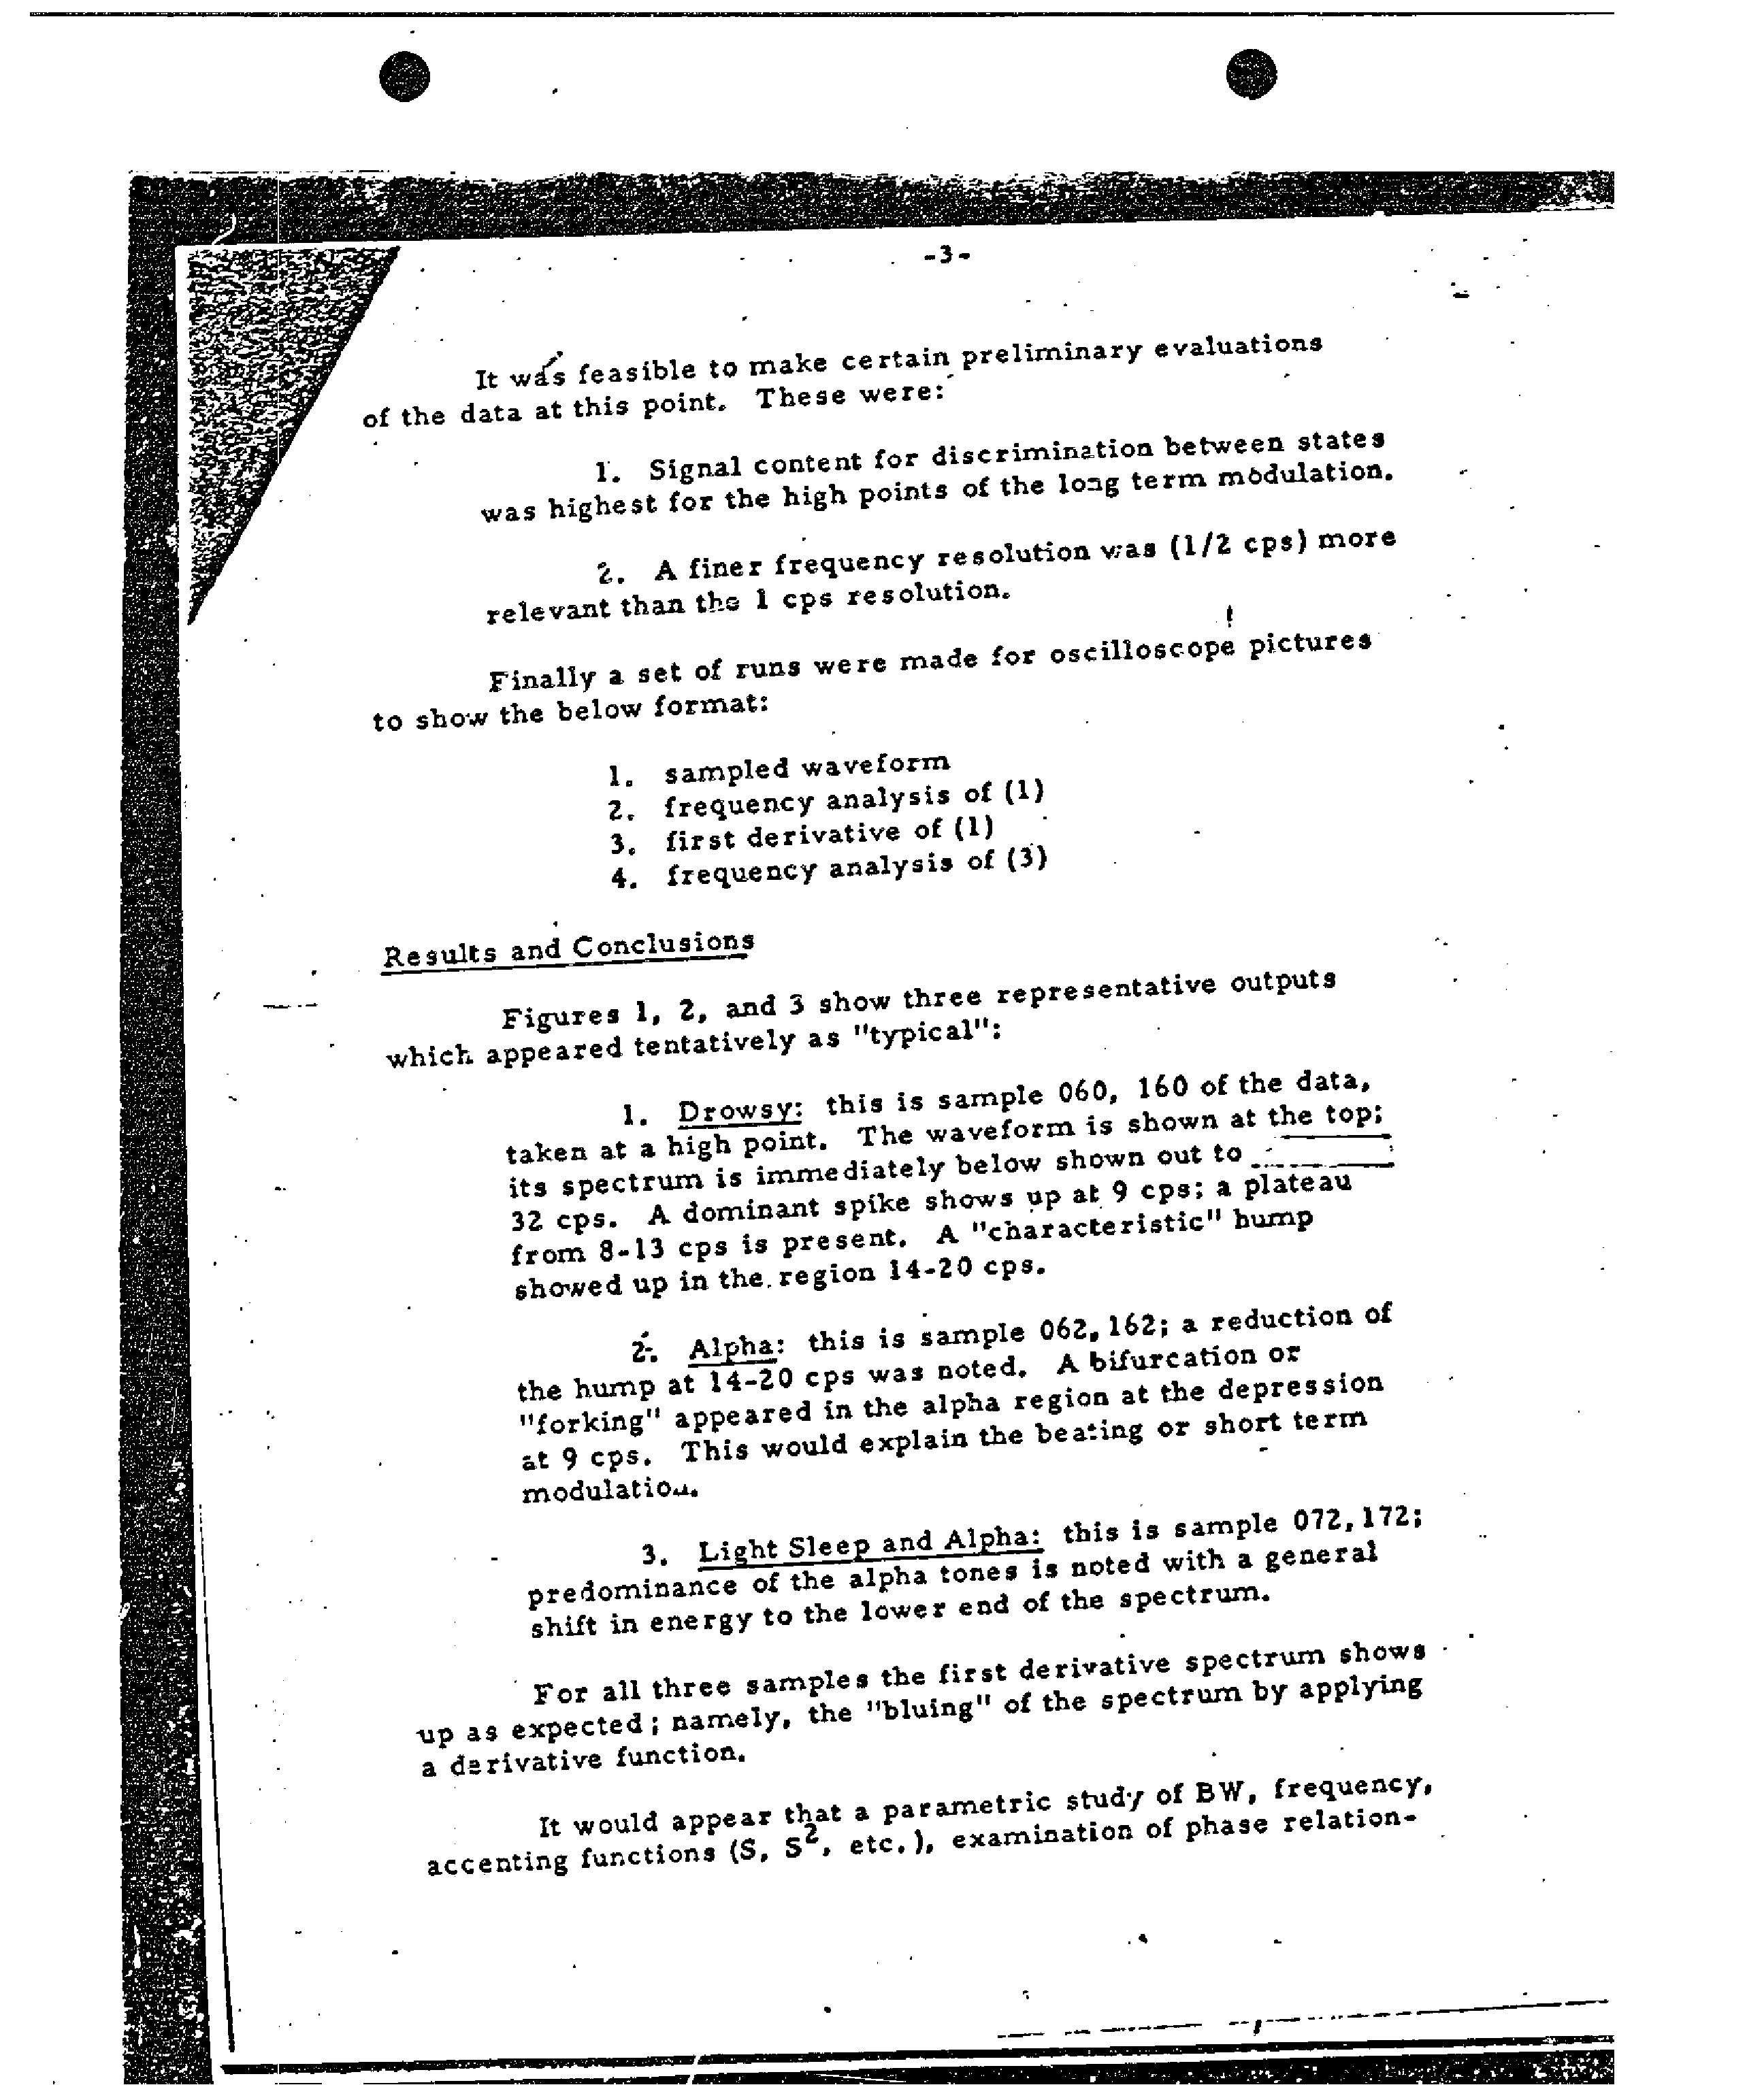 -3-
It was feasible to make certain preliminary evaluations
of the data at this point. These were:
1. Signal content for discrimination between states
was highest for the high points of the long term modulation.
2. A finer frequency resolution was (1/2 cps) more
relevant than the 1 cps resolution.
Finally a set of runs were made for oscilloscope pictures
to show the below format:
1. sampled waveform
2. frequency analysis of (1)
3. first derivative of (1)
4. frequency analysis of (3)
Results and Conclusions
Figures 1, 2, and 3 show three representative outputs
which appeared tentatively as "typical":
1. Drowsy: this is sample 060, 160 of the data,
taken at a high point. The waveform is shown at the top;
its spectrum is immediately below shown out to
32 cps. A dominant spike shows up at 9 cps; a plateau
from 8-13 cps is present. A "characteristic" hump
showed up in the region 14-20 cps.
2. Alpha: this is sample 062, 162; a reduction of
the hump at 14-20 cps was noted. A bifurcation or
"forking" appeared in the alpha region at the depression
at 9 cps. This would explain the beating or short term
modulation.
3. Light Sleep and Alpha: this is sample 072, 172;
predominance of the alpha tones is noted with a general
shift in energy to the lower end of the spectrum.
For all three samples the first derivative spectrum shows
up as expected; namely, the "bluing" of the spectrum by applying
a derivative function.
It would appear that a parametric study of BW, frequency,
accenting functions (S, S², etc.), examination of phase relation-